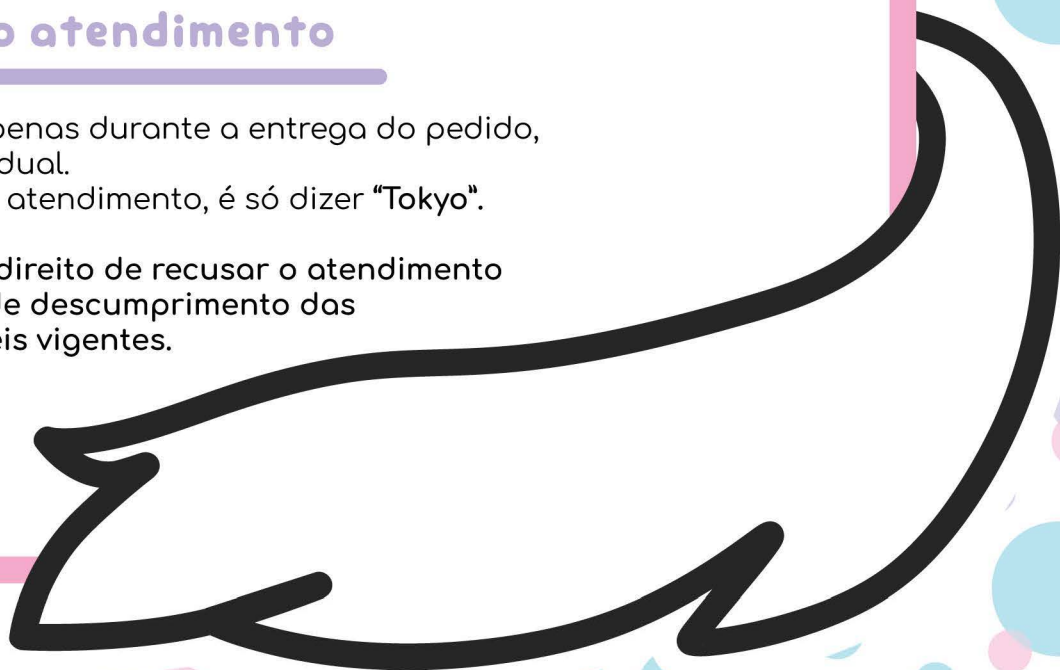 o atendimento
penas durante a entrega do pedido,
dual.
atendimento, é só dizer “Tokyo”.
direito de recusar o atendimento
de descumprimento das
eis vigentes.